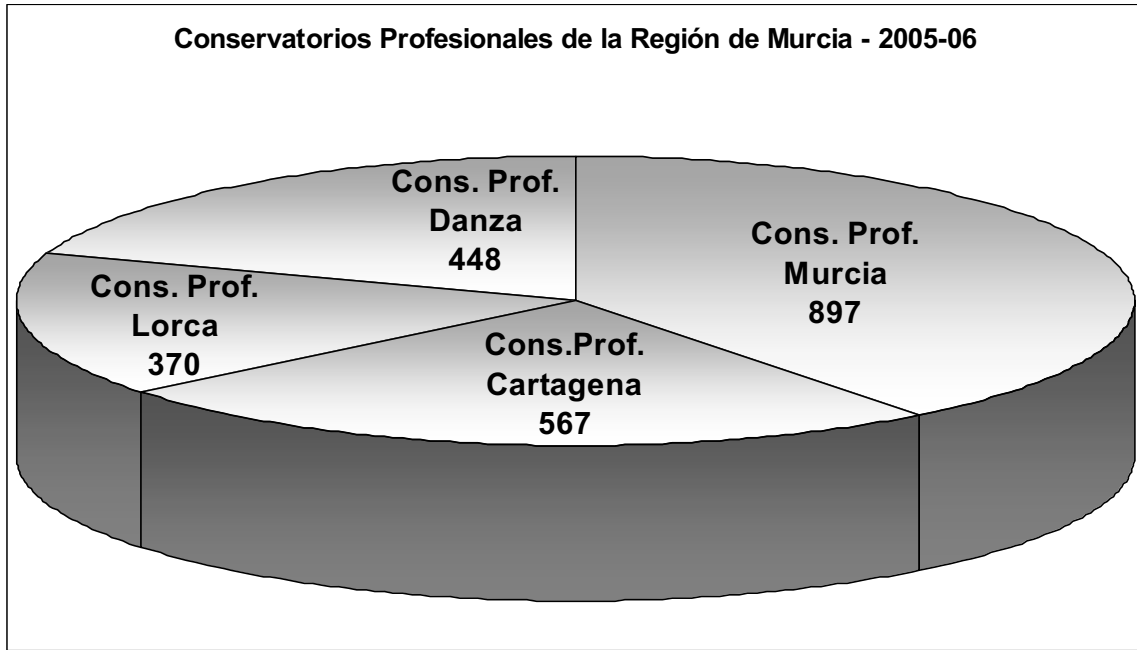 Conservatorios Profesionales de la Región de Murcia - 2005-06
Cons. Prof.
Danza
448
Cons. Prof.
Murcia
897
Cons. Prof.
Lorca
370
Cons.Prof.
Cartagena
567